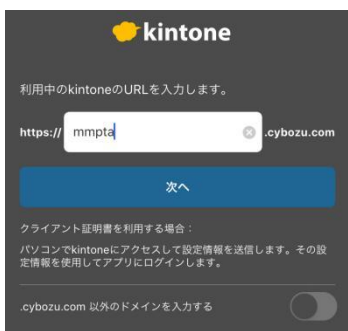 kintone
利用中のkintoneのURLを入力します。
https:// mmpta .cybozu.com
次へ
クライアント証明書を利用する場合：
パソコンでkintoneにアクセスして設定情報を送信します。その設
定情報を使用してアプリにログインします。
.cybozu.com 以外のドメインを入力する